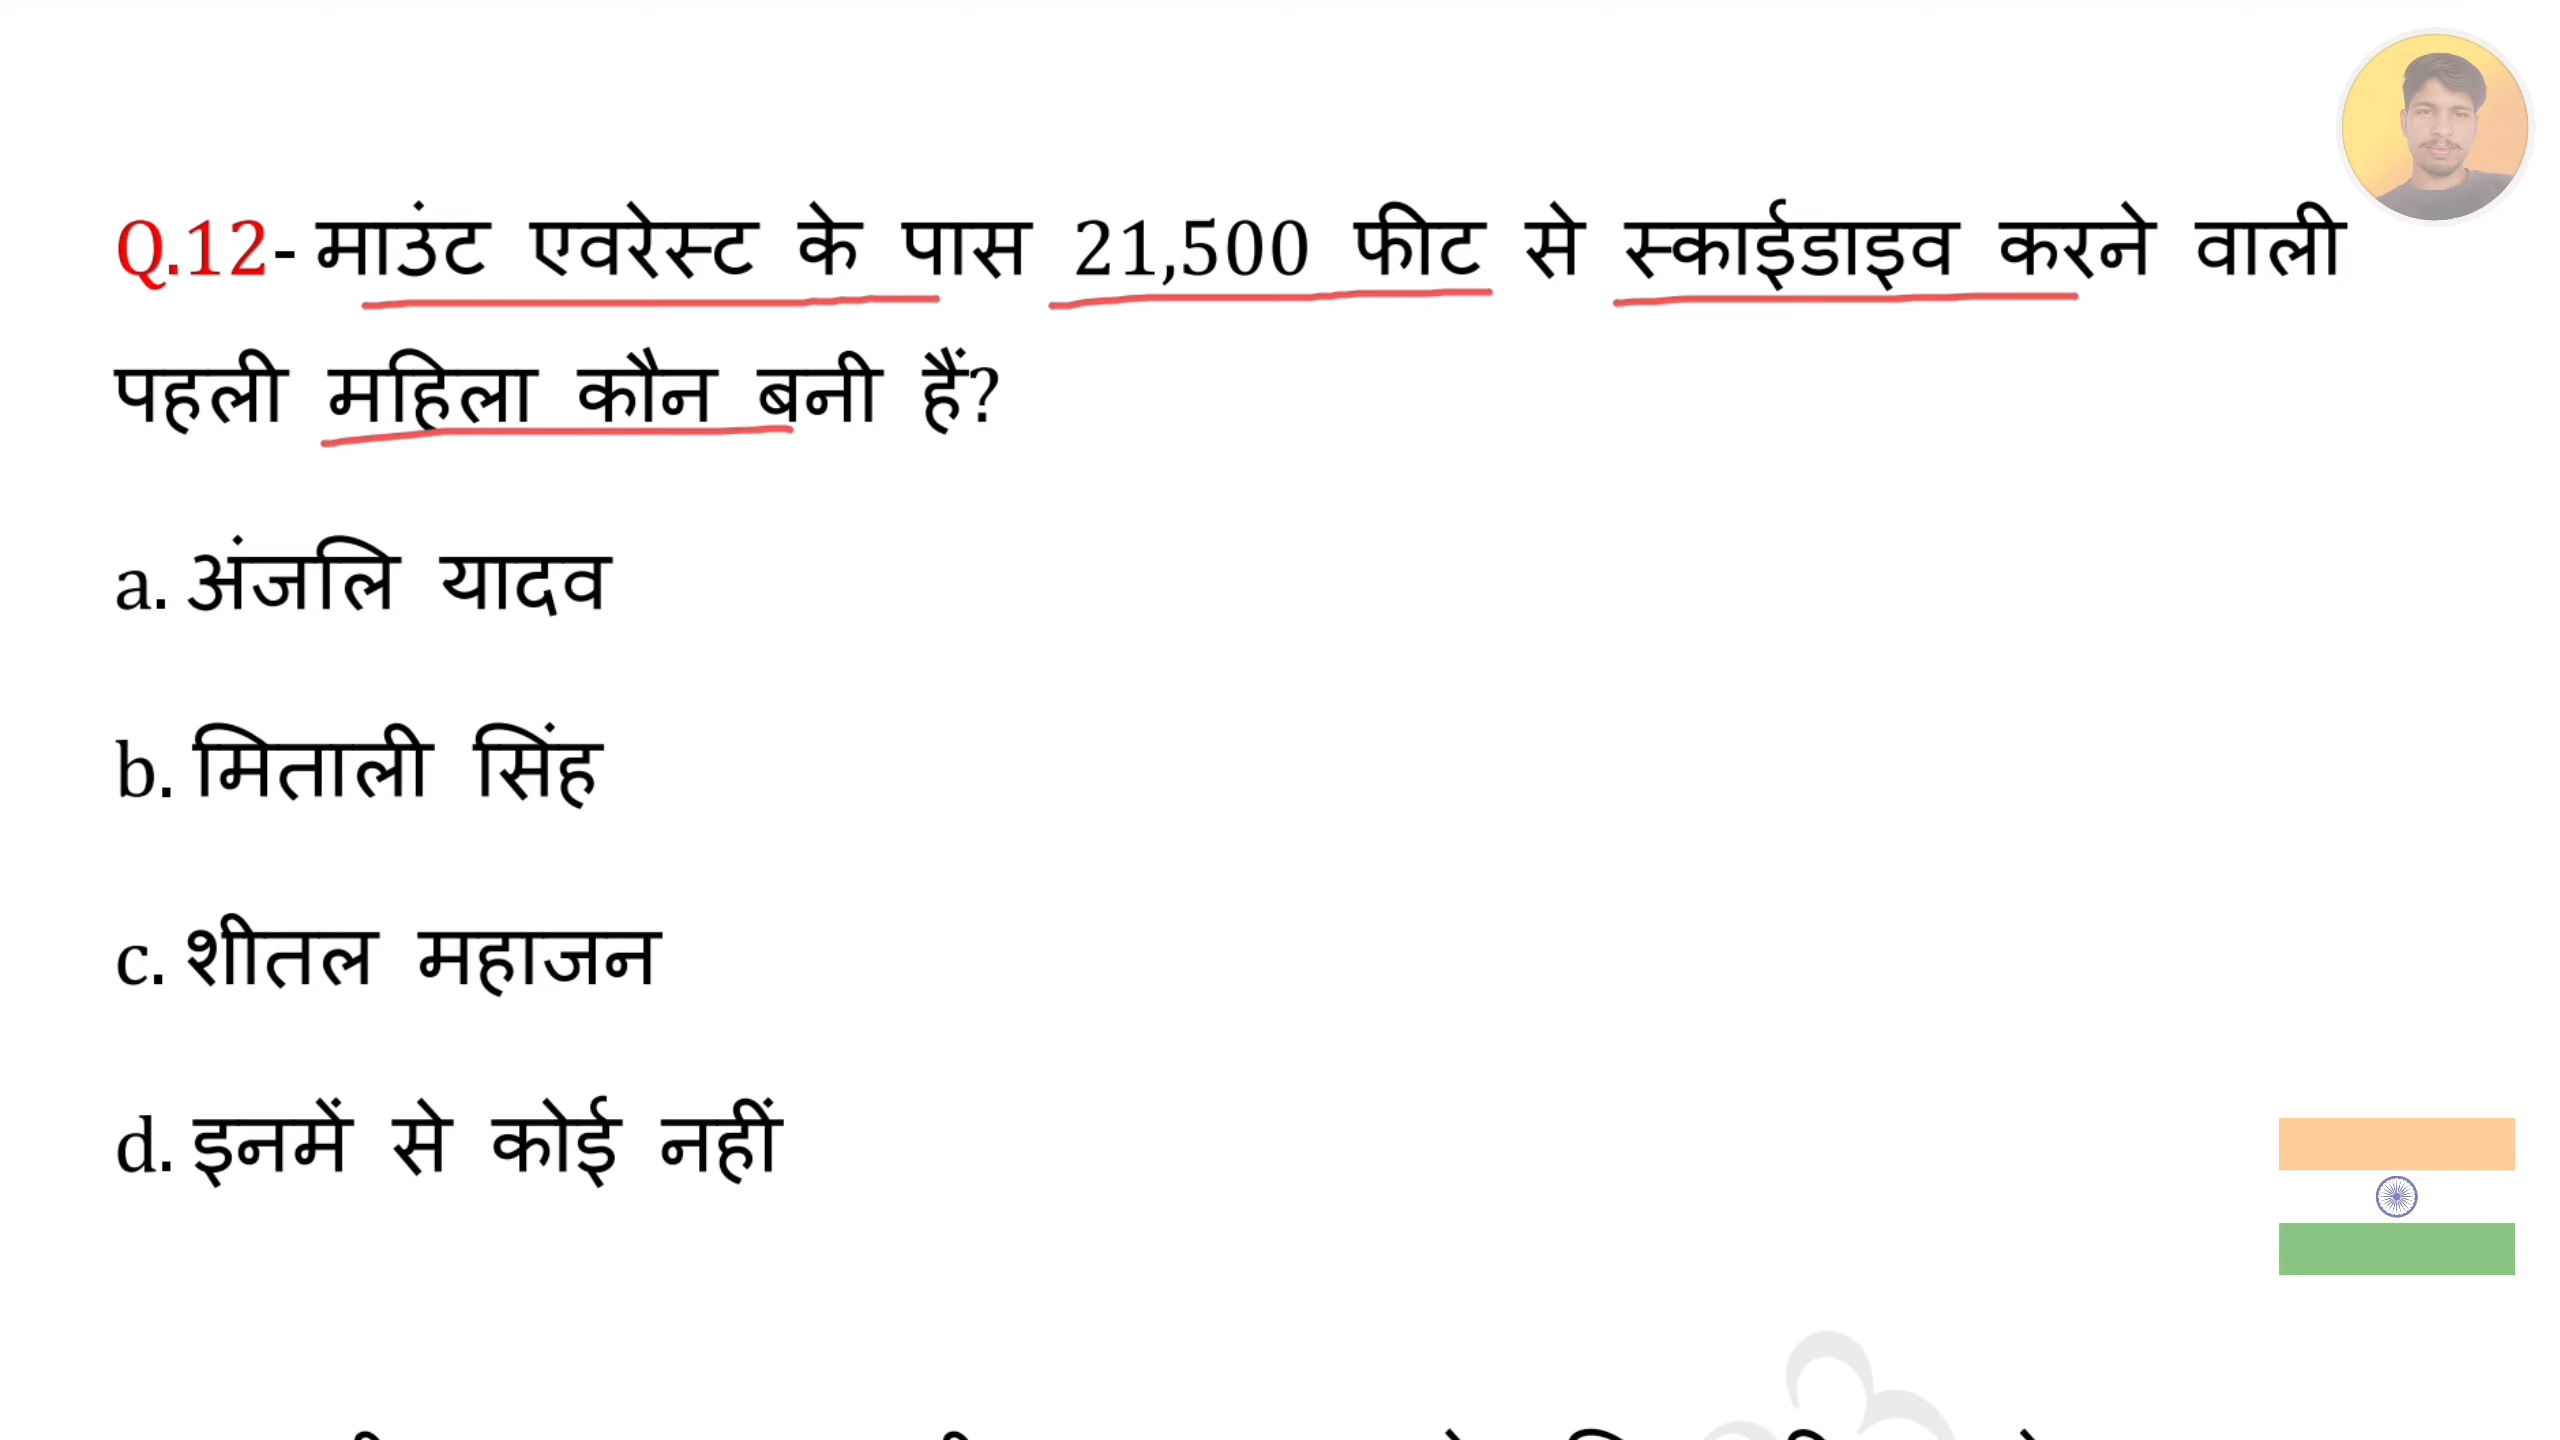 Q.12- माउंट एवरेस्ट के पास 21,500 फीट से स्काईडाइव करने वाली
पहली महिला कौन बनी हैं?
a. अंजलि यादव
b. मिताली सिंह
c. शीतल महाजन
d. इनमें से कोई नहीं